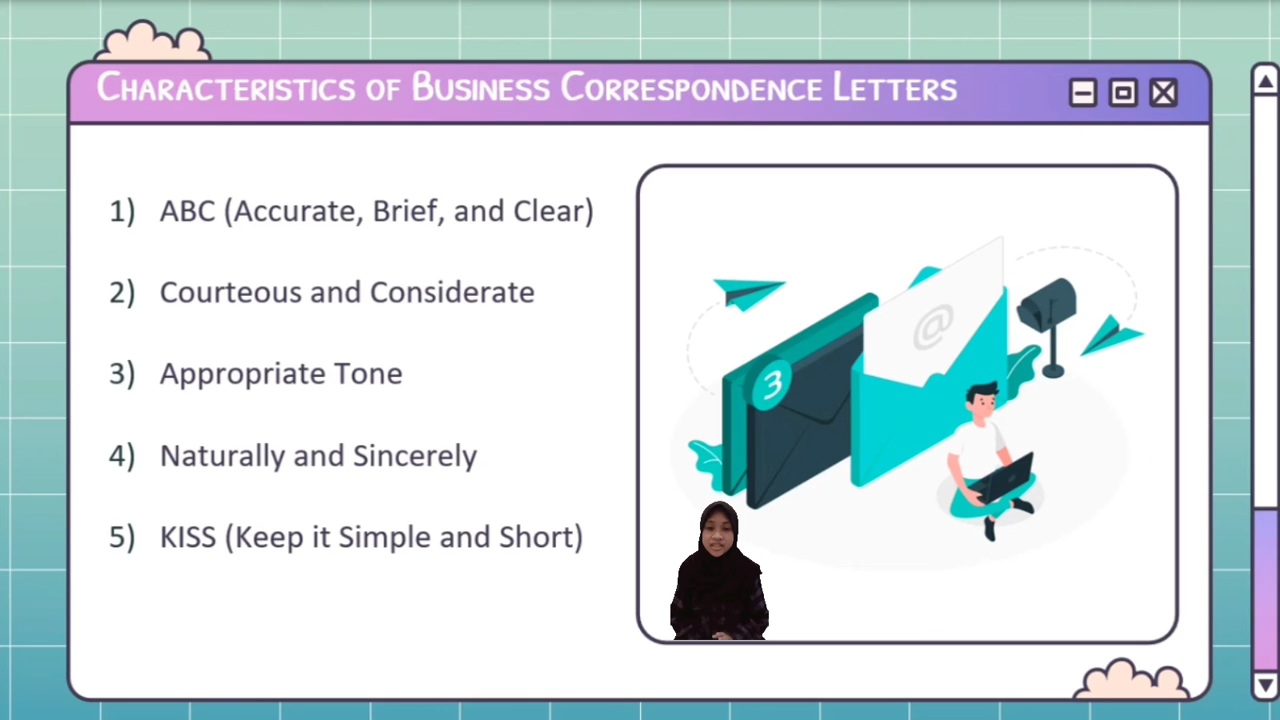 CHARACTERISTICS OF BUSINESS CORRESPONDENCE LETTERS
1) ABC (Accurate, Brief, and Clear)
2) Courteous and Considerate
3) Appropriate Tone
4) Naturally and Sincerely
5) KISS (Keep it Simple and Short)
@
3